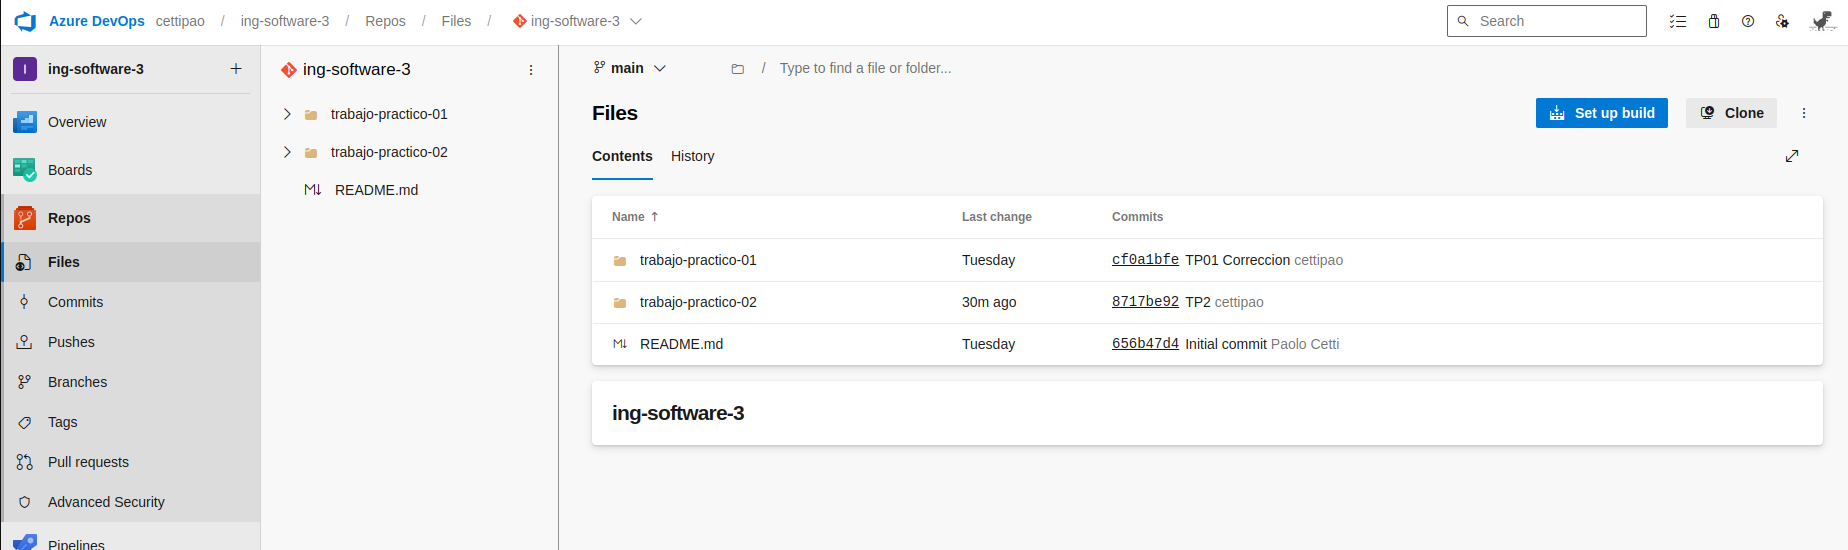 Azure DevOps cettipao / ing-software-3 / Repos / Files / ing-software-3
Search
I ing-software-3 +
Overview
Boards
Repos
Files
Commits
Pushes
Branches
Tags
Pull requests
Advanced Security
Pipelines
ing-software-3
trabajo-practico-01
trabajo-practico-02
M↓ README.md
main / Type to find a file or folder...
Files
Set up build
Clone
Contents History
Name ↑ Last change Commits
trabajo-practico-01 Tuesday cf0a1bfe TP01 Correccion cettipao
trabajo-practico-02 30m ago 8717be92 TP2 cettipao
M↓ README.md Tuesday 656b47d4 Initial commit Paolo Cetti
ing-software-3